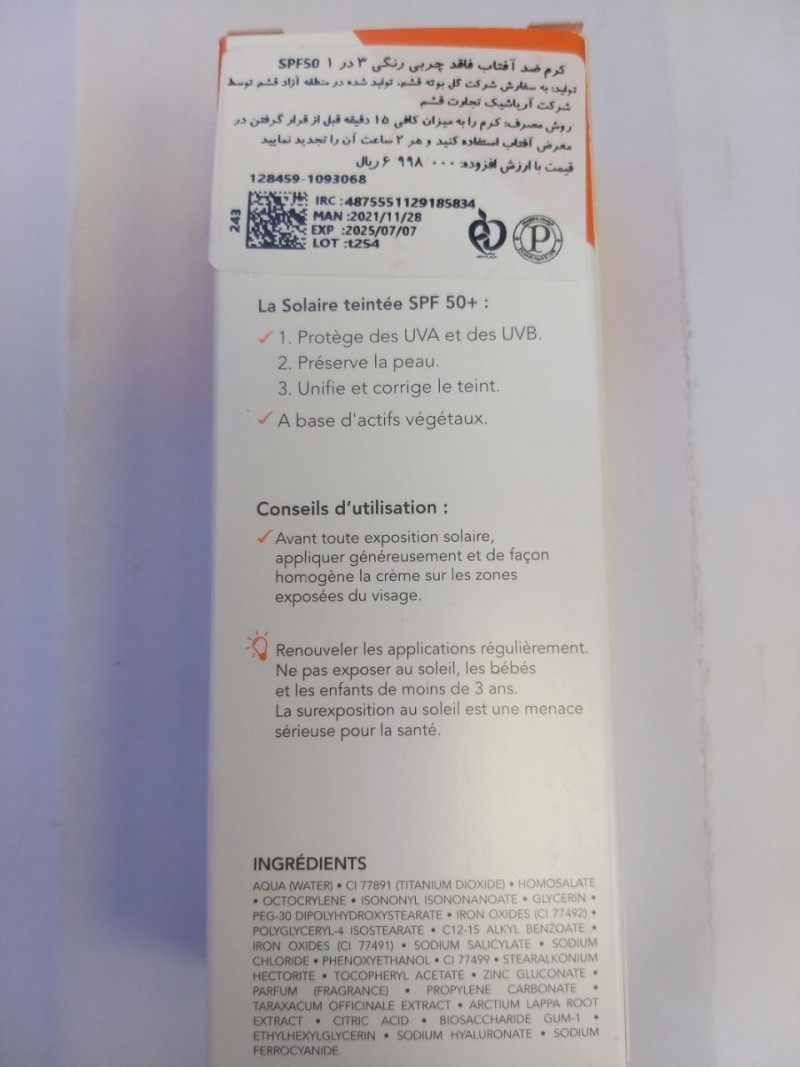 کرم ضد آفتاب فاقد چربی رنگی ۳ در ۱ SPF50
تولید: به سفارش شرکت گل بوته قشم، تولید شده در منطقه آزاد قشم توسط
شرکت آریاشیک تجارت قشم
روش مصرف: کرم را به میزان کافی ۱۵ دقیقه قبل از قرار گرفتن در
معرض آفتاب استفاده کنید و هر ۲ ساعت آن را تجدید نمایید
قیمت با ارزش افزوده: ۶ ۹۹۸ ۰۰۰ ریال
128459-1093068
243
IRC :4875551129185834
MAN :2021/11/28
EXP :2025/07/07
LOT :t254
P
La Solaire teintée SPF 50+ :
1. Protège des UVA et des UVB.
2. Préserve la peau.
3. Unifie et corrige le teint.
A base d'actifs végétaux.
Conseils d'utilisation :
Avant toute exposition solaire,
appliquer généreusement et de façon
homogène la crème sur les zones
exposées du visage.
Renouveler les applications régulièrement.
Ne pas exposer au soleil, les bébés
et les enfants de moins de 3 ans.
La surexposition au soleil est une menace
sérieuse pour la santé.
INGRÉDIENTS
AQUA (WATER) • CI 77891 (TITANIUM DIOXIDE) • HOMOSALATE
• OCTOCRYLENE • ISONONYL ISONONANOATE • GLYCERIN •
PEG-30 DIPOLYHYDROXYSTEARATE • IRON OXIDES (CI 77492) •
POLYGLYCERYL-4 ISOSTEARATE • C12-15 ALKYL BENZOATE •
IRON OXIDES (CI 77491) • SODIUM SALICYLATE • SODIUM
CHLORIDE • PHENOXYETHANOL • CI 77499 • STEARALKONIUM
HECTORITE • TOCOPHERYL ACETATE • ZINC GLUCONATE •
PARFUM (FRAGRANCE) • PROPYLENE CARBONATE •
TARAXACUM OFFICINALE EXTRACT • ARCTIUM LAPPA ROOT
EXTRACT • CITRIC ACID • BIOSACCHARIDE GUM-1 •
ETHYLHEXYLGLYCERIN • SODIUM HYALURONATE • SODIUM
FERROCYANIDE.